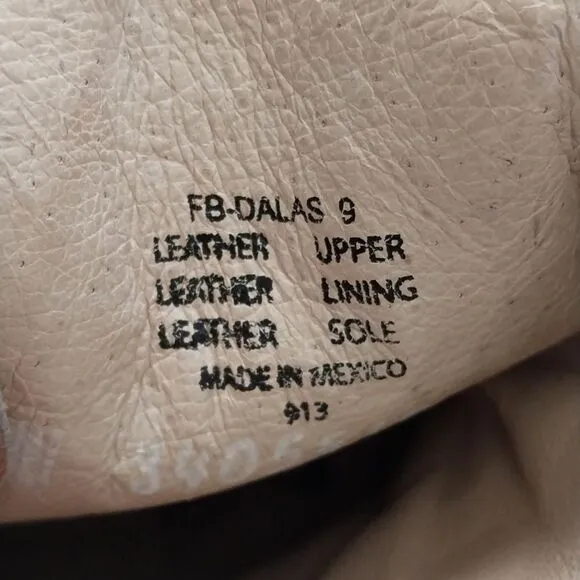 FB-DALAS 9
LEATHER UPPER
LEATHER LINING
LEATHER SOLE
MADE IN MEXICO
913